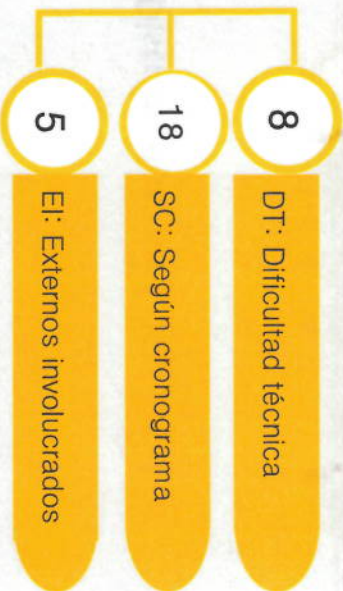 8
DT: Dificultad técnica
18
SC: Según cronograma
5
EI: Externos involucrados